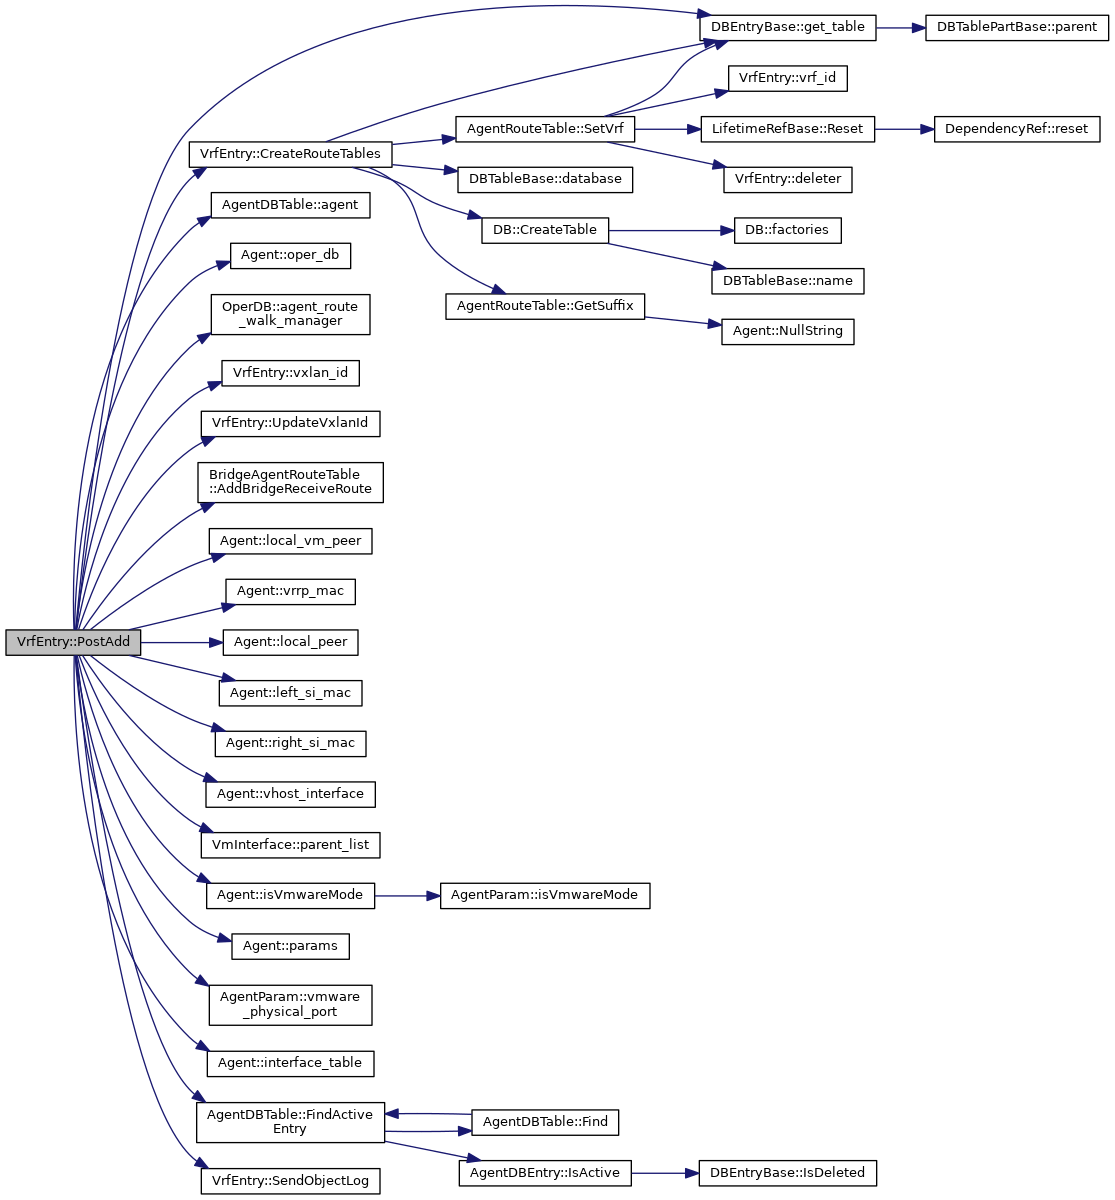 DBEntryBase::get_table
DBTablePartBase::parent
VrfEntry::vrf_id
AgentRouteTable::SetVrf
LifetimeRefBase::Reset
DependencyRef::reset
VrfEntry::CreateRouteTables
DBTableBase::database
VrfEntry::deleter
AgentDBTable::agent
DB::CreateTable
DB::factories
Agent::oper_db
DBTableBase::name
OperDB::agent_route
_walk_manager
AgentRouteTable::GetSuffix
Agent::NullString
VrfEntry::vxlan_id
VrfEntry::UpdateVxlanId
BridgeAgentRouteTable
::AddBridgeReceiveRoute
Agent::local_vm_peer
Agent::vrrp_mac
VrfEntry::PostAdd
Agent::local_peer
Agent::left_si_mac
Agent::right_si_mac
Agent::vhost_interface
VmInterface::parent_list
Agent::isVmwareMode
AgentParam::isVmwareMode
Agent::params
AgentParam::vmware
_physical_port
Agent::interface_table
AgentDBTable::FindActive
Entry
AgentDBTable::Find
AgentDBEntry::IsActive
DBEntryBase::IsDeleted
VrfEntry::SendObjectLog